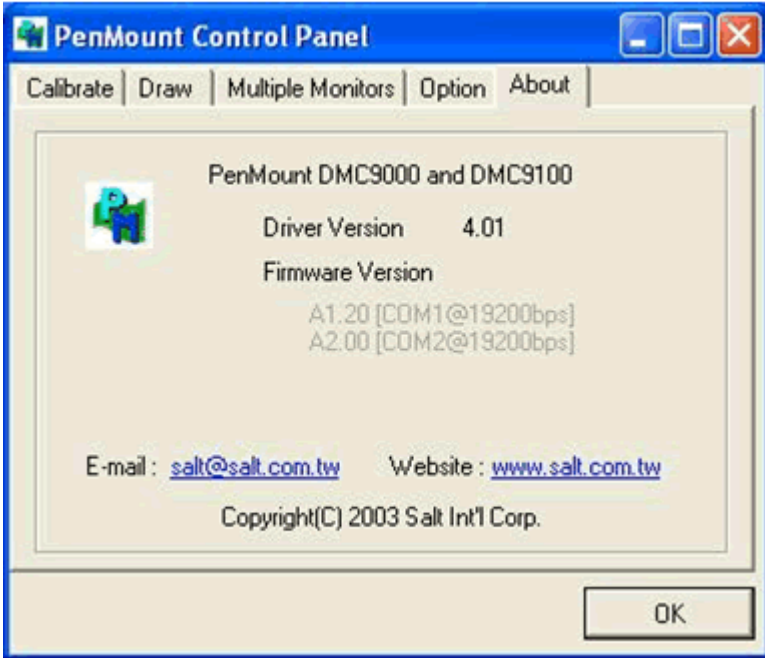 PenMount Control Panel
Calibrate Draw Multiple Monitors Option About
PM
PenMount DMC9000 and DMC9100
Driver Version 4.01
Firmware Version
A1.20 [COM1@19200bps]
A2.00 [COM2@19200bps]
E-mail : salt@salt.com.tw Website : www.salt.com.tw
Copyright(C) 2003 Salt Int'l Corp.
OK